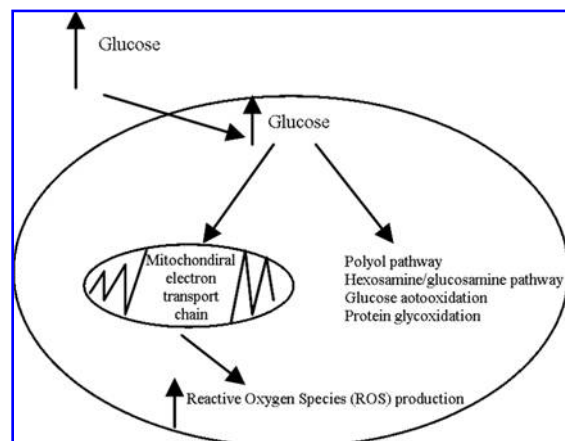 Glucose
Glucose
Mitochondiral
electron
transport
chain
Polyol pathway
Hexosamine/glucosamine pathway
Glucose aotooxidation
Protein glycoxidation
Reactive Oxygen Species (ROS) production